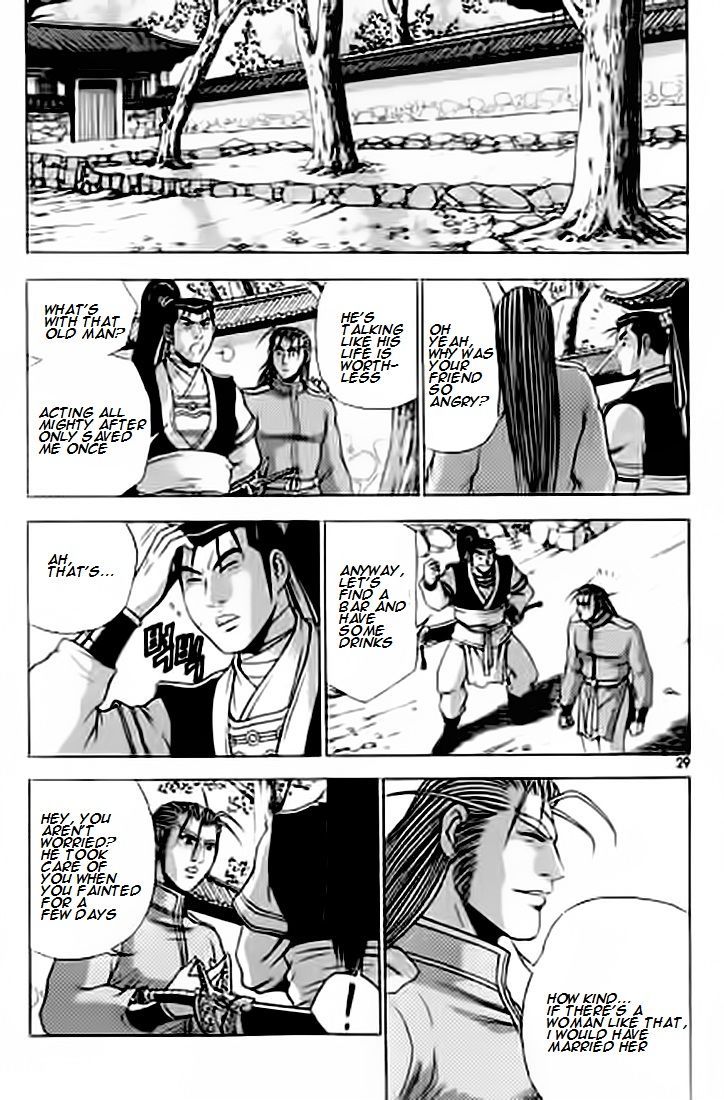 WHAT'S
WITH THAT
OLD MAN?
ACTING ALL
MIGHTY AFTER
ONLY SAVED
ME ONCE
HE'S
TALKING
LIKE HIS
LIFE IS
WORTH-
LESS
OH
YEAH,
WHY WAS
YOUR
FRIEND
SO
ANGRY?
AH,
THAT'S...
벅벅
ANYWAY,
LET'S
FIND A
BAR AND
HAVE
SOME
DRINKS
29
HEY, YOU
AREN'T
WORRIED?
HE TOOK
CARE OF
YOU WHEN
YOU FAINTED
FOR A
FEW DAYS
!
HOW KIND...
IF THERE'S A
WOMAN LIKE THAT,
I WOULD HAVE
MARRIED HER